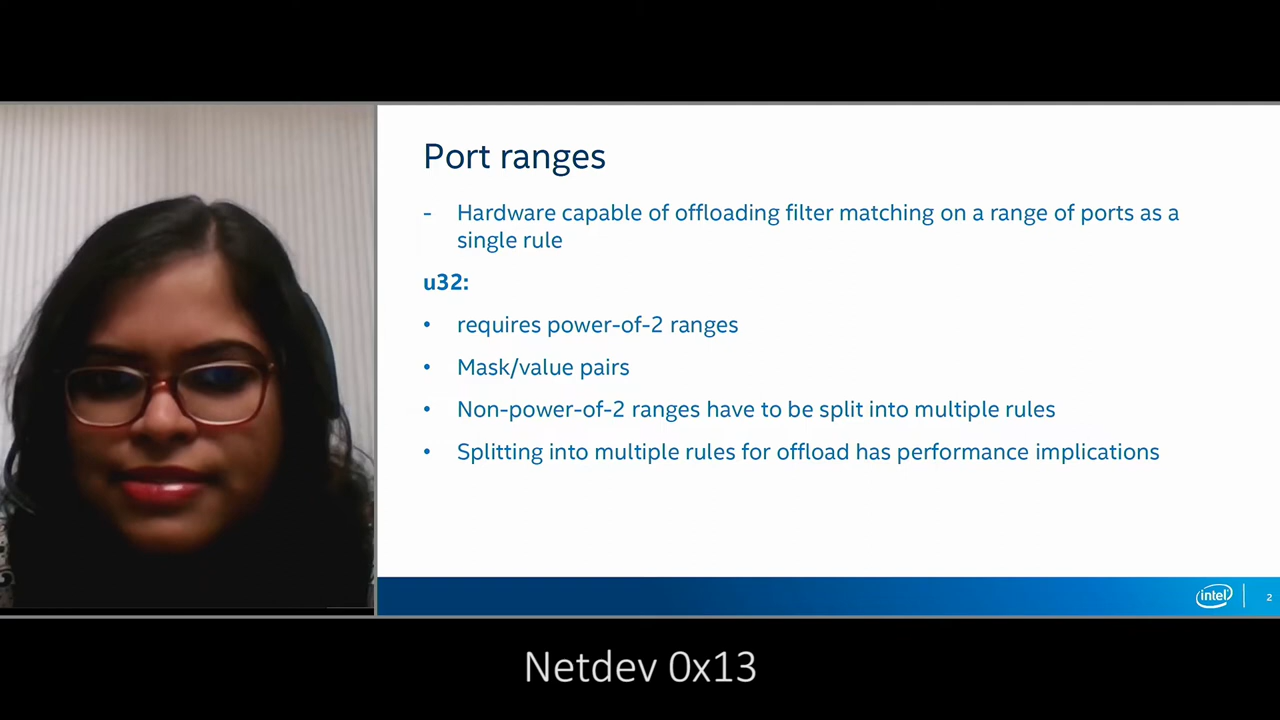 Port ranges
- Hardware capable of offloading filter matching on a range of ports as a
single rule
u32:
• requires power-of-2 ranges
• Mask/value pairs
• Non-power-of-2 ranges have to be split into multiple rules
• Splitting into multiple rules for offload has performance implications
intel
2
Netdev 0x13